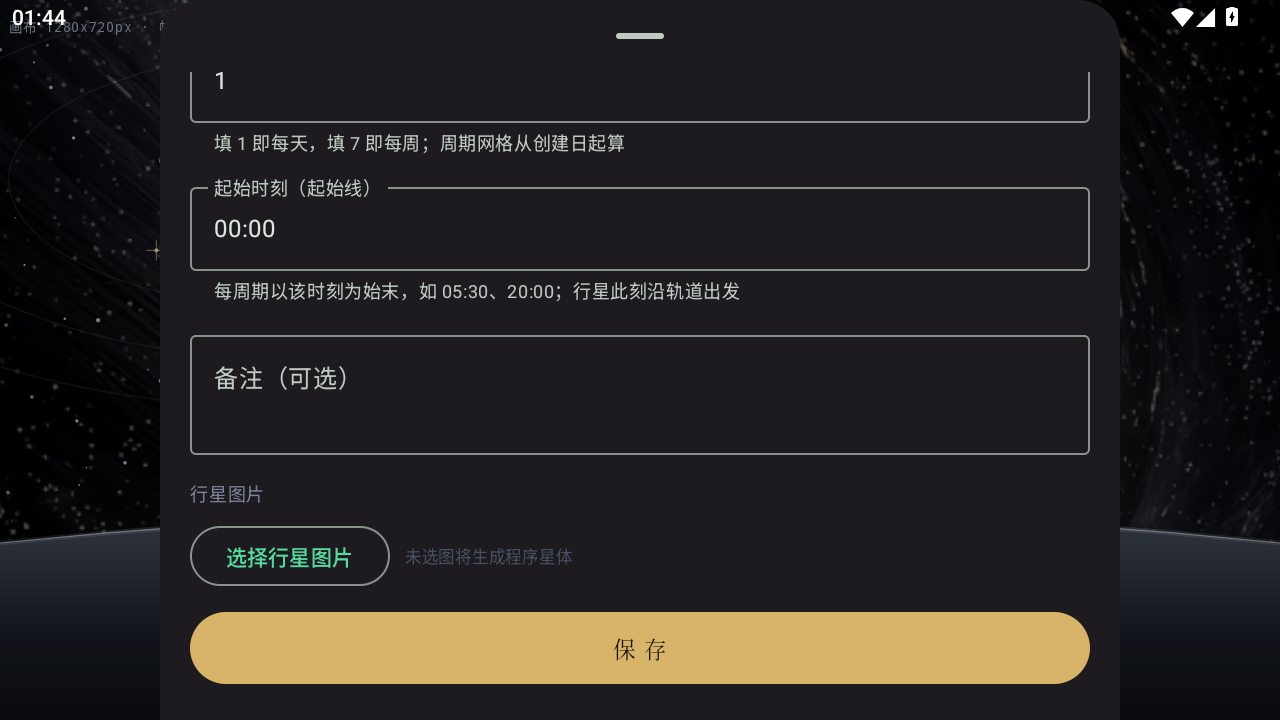 01:44
画布 1280x720px ·
1
填 1 即每天，填 7 即每周；周期网格从创建日起算
起始时刻（起始线）
00:00
每周期以该时刻为始末，如 05:30、20:00；行星此刻沿轨道出发
备注（可选）
行星图片
选择行星图片
未选图将生成程序星体
保存